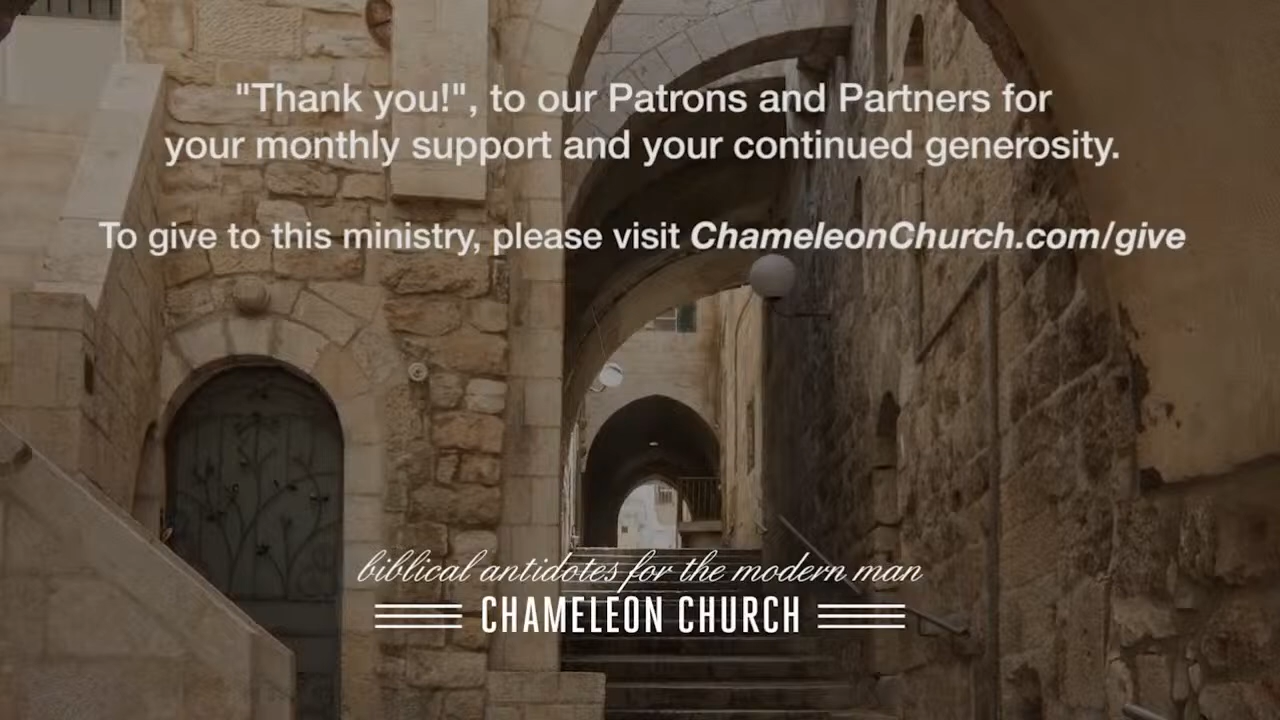 "Thank you!", to our Patrons and Partners for
your monthly support and your continued generosity.
To give to this ministry, please visit ChameleonChurch.com/give
biblical antidotes for the modern man
CHAMELEON CHURCH